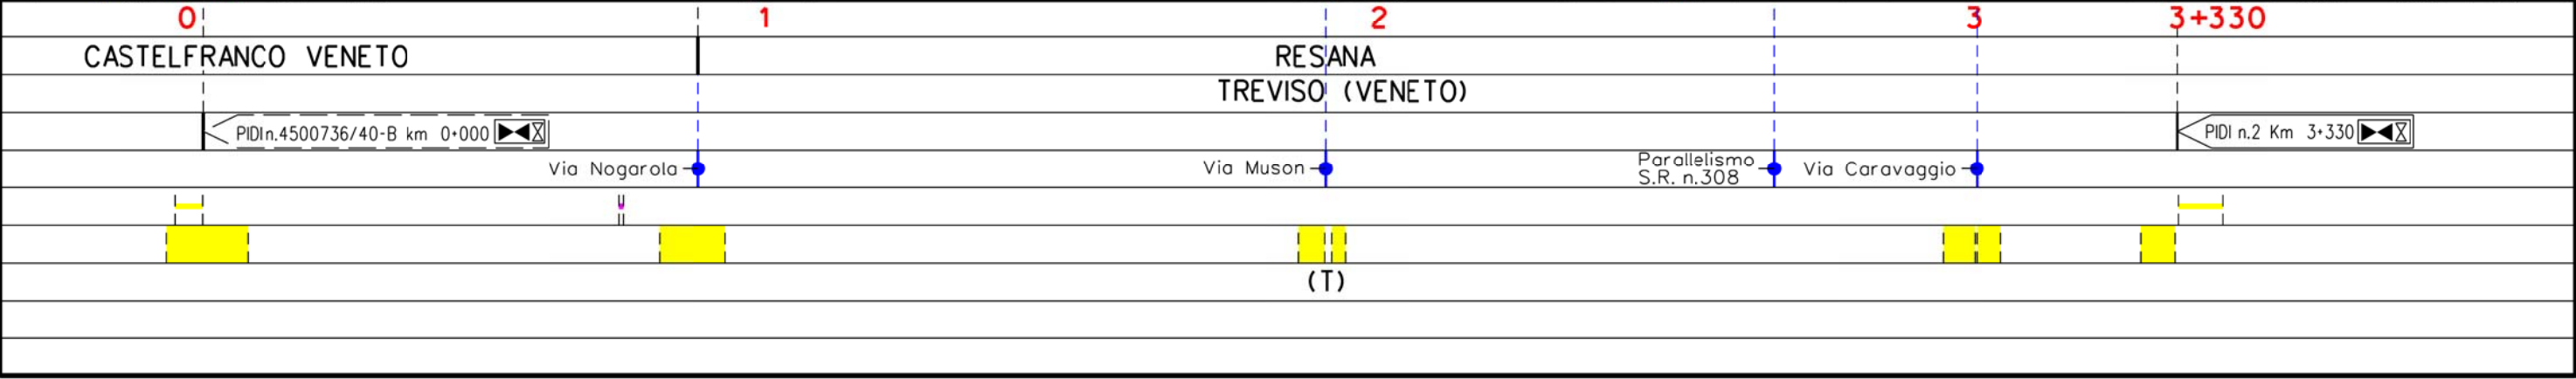 0 1 2 3 3+330
CASTELFRANCO VENETO RESANA
TREVISO (VENETO)
PIDI n.4500736/40-B km 0+000 PIDI n.2 Km 3+330
Via Nogarola Via Muson Parallelismo Via Caravaggio
S.R. n.308
(T)